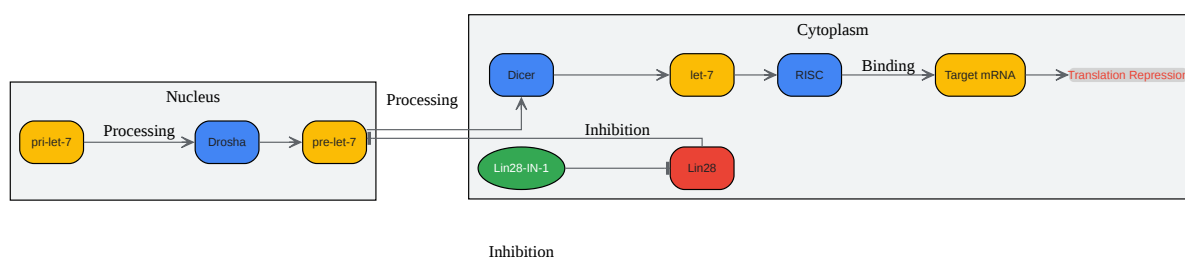 Cytoplasm
Nucleus
Processing
Dicer
let-7
RISC
Binding
Target mRNA
Translation Repression
pri-let-7
Processing
Drosha
pre-let-7
Inhibition
Lin28-IN-1
Lin28
Inhibition